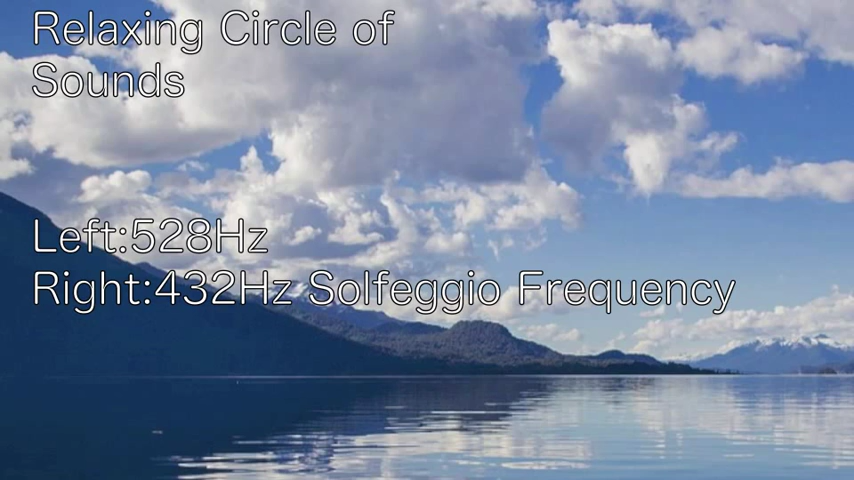 Relaxing Circle of
Sounds
Left:528Hz
Right:432Hz Solfeggio Frequency